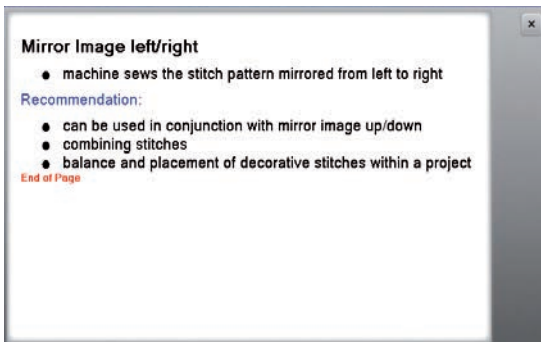 Mirror Image left/right
● machine sews the stitch pattern mirrored from left to right
Recommendation:
● can be used in conjunction with mirror image up/down
● combining stitches
● balance and placement of decorative stitches within a project
End of Page
×